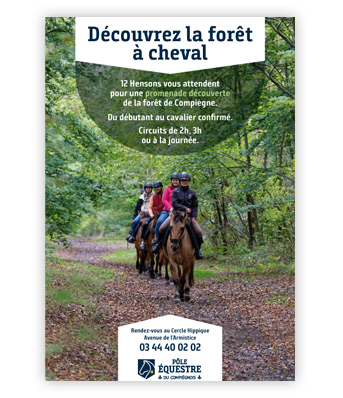 Découvrez la forêt
à cheval
12 Hensons vous attendent
pour une promenade découverte
de la forêt de Compiègne.
Du débutant au cavalier confirmé.
Circuits de 2h, 3h
ou à la journée.
Rendez-vous au Cercle Hippique
Avenue de l'Armistice
03 44 40 02 02
PÔLE
ÉQUESTRE
DU COMPIÉGNOIS